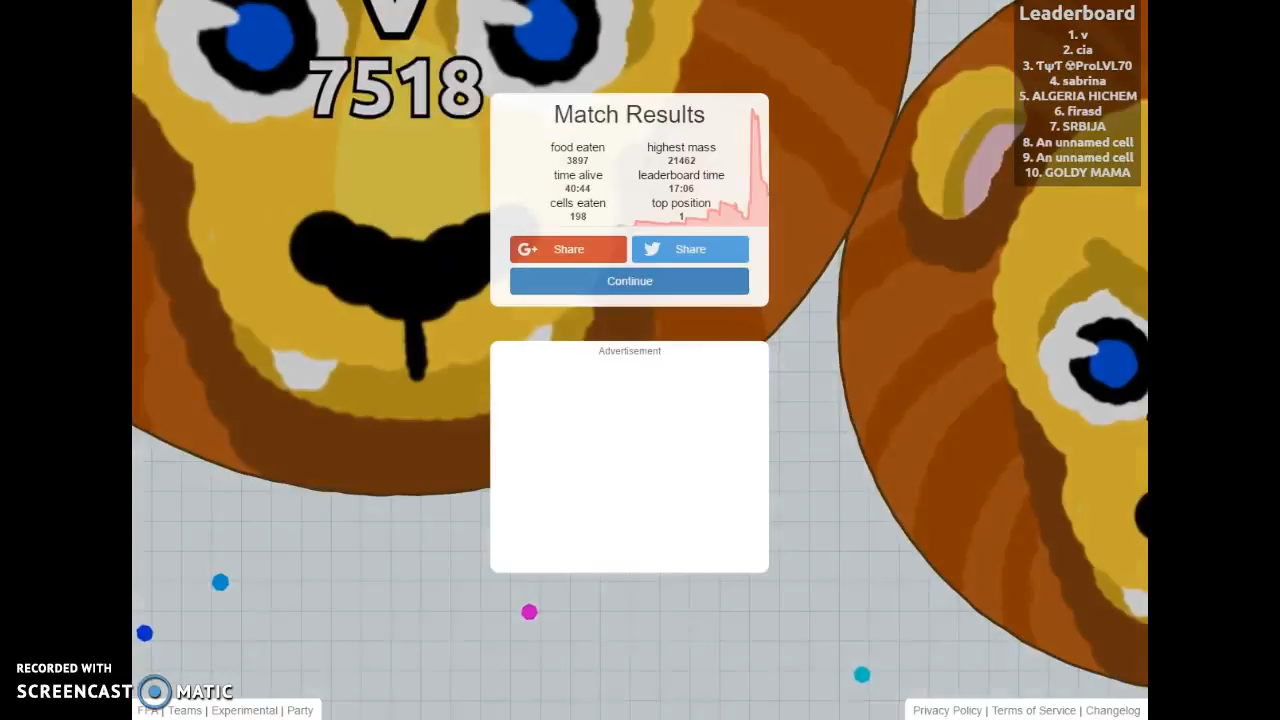 V
7518
Leaderboard
1. v
2. cia
3. TψT ☢ProLVL70
4. sabrina
5. ALGERIA HICHEM
6. firasd
7. SRBIJA
8. An unnamed cell
9. An unnamed cell
10. GOLDY MAMA
Match Results
food eaten
3897
highest mass
21462
time alive
40:44
leaderboard time
17:06
cells eaten
198
top position
1
G+ Share
Share
Continue
Advertisement
RECORDED WITH
SCREENCAST MATIC
FFA | Teams | Experimental | Party
Privacy Policy | Terms of Service | Changelog